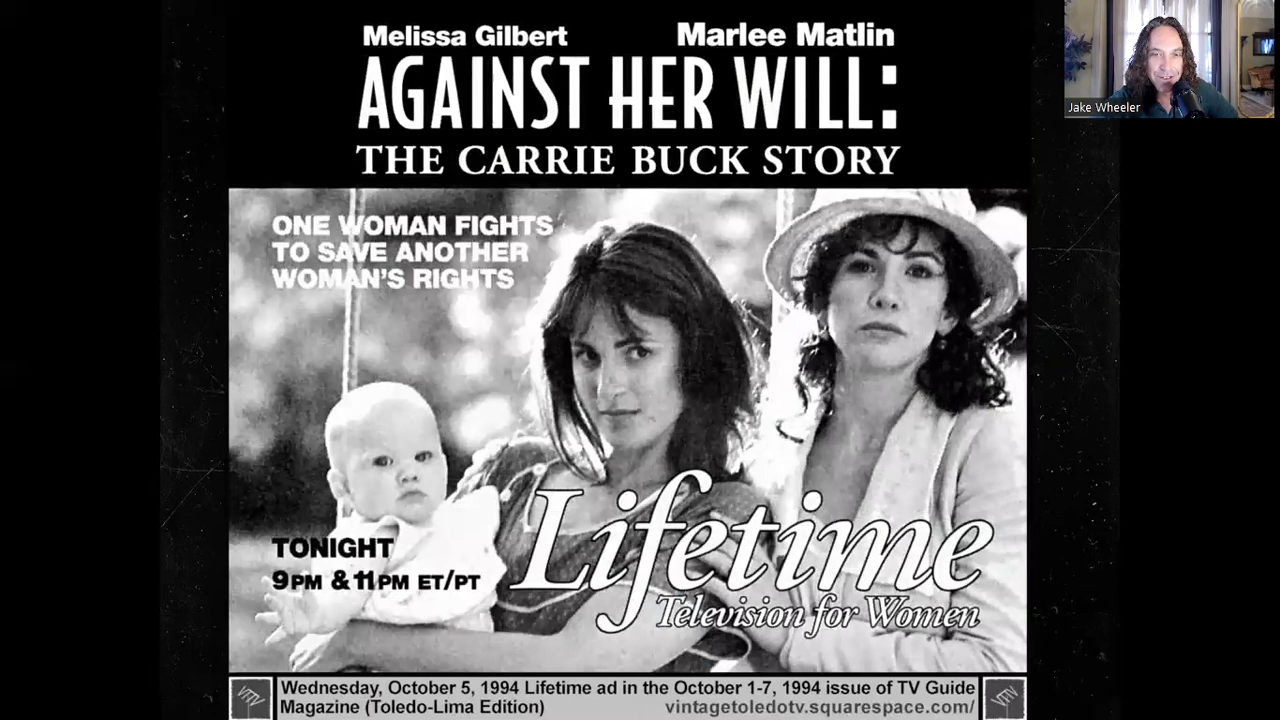 Melissa Gilbert Marlee Matlin
AGAINST HER WILL:
THE CARRIE BUCK STORY
Jake Wheeler
ONE WOMAN FIGHTS
TO SAVE ANOTHER
WOMAN'S RIGHTS
TONIGHT
9PM & 11PM ET/PT
Lifetime
Television for Women
VTTV
Wednesday, October 5, 1994 Lifetime ad in the October 1-7, 1994 issue of TV Guide
Magazine (Toledo-Lima Edition) vintagetoledotv.squarespace.com/
VTTV